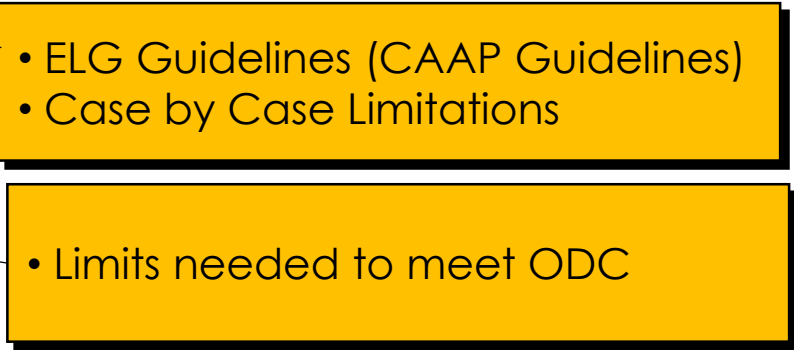 • ELG Guidelines (CAAP Guidelines)
• Case by Case Limitations
• Limits needed to meet ODC